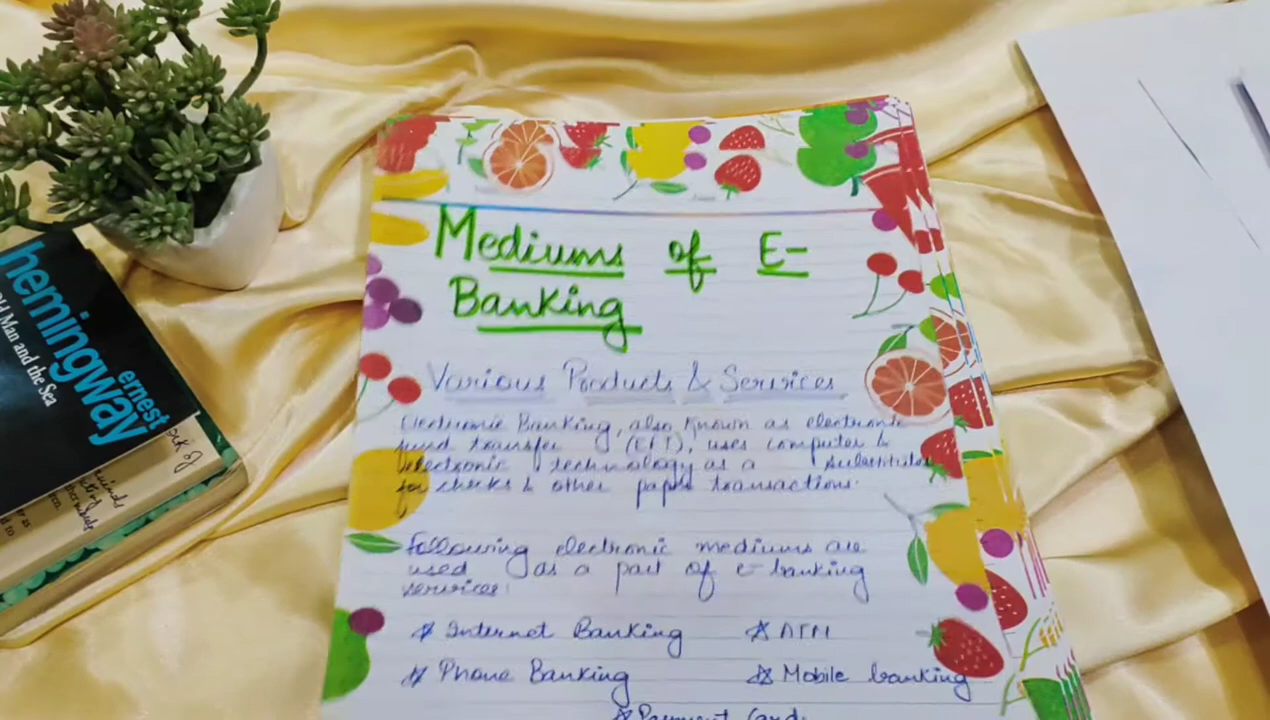 Mediums of E-
Banking
Various Products & Services
Electronic Banking, also known as electronic
fund transfer (EFT), uses computer &
electronic technology as a substitute
for checks & other paper transactions.
Following electronic mediums are
used as a part of e-banking
services:
Internet Banking ATM
Phone Banking Mobile banking
Payment Cards
hemingway
ernest
Old Man and the Sea